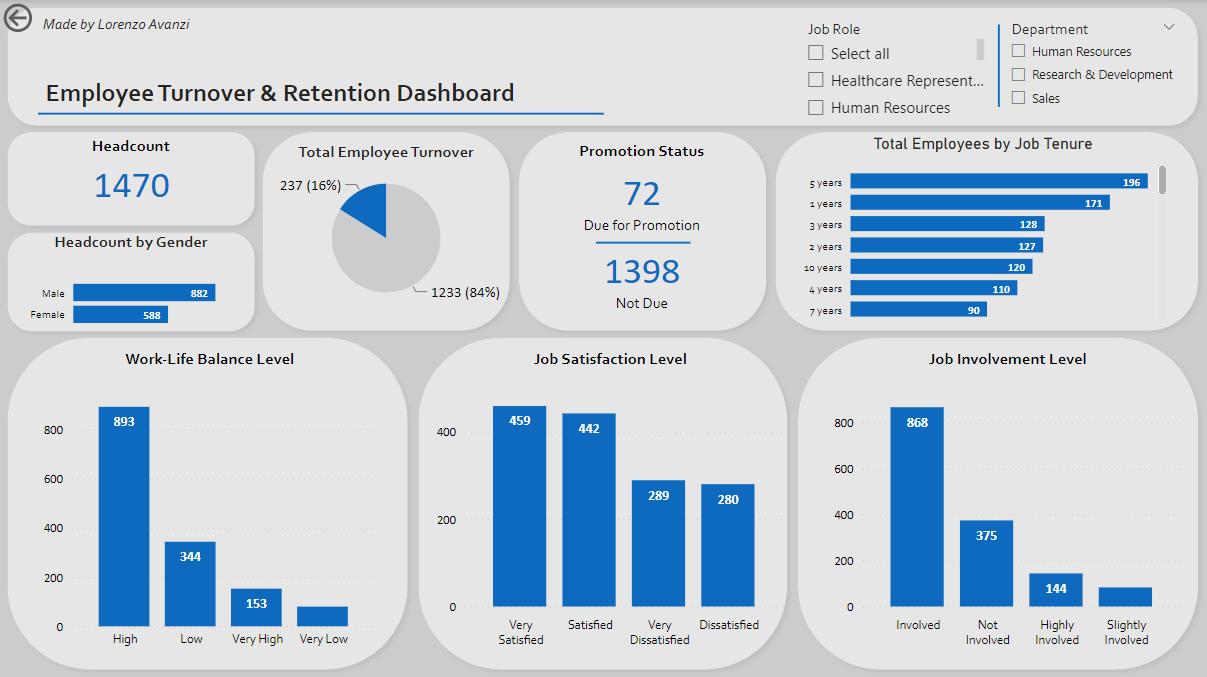 Made by Lorenzo Avanzi
Employee Turnover & Retention Dashboard
Job Role
Select all
Healthcare Represent...
Human Resources
Department
Human Resources
Research & Development
Sales
Headcount
1470
Headcount by Gender
Male
882
Female
588
Total Employee Turnover
237 (16%)
1233 (84%)
Promotion Status
72
Due for Promotion
1398
Not Due
Total Employees by Job Tenure
5 years
196
1 years
171
3 years
128
2 years
127
10 years
120
4 years
110
7 years
90
Work-Life Balance Level
800
600
400
200
0
893
344
153
High
Low
Very High
Very Low
Job Satisfaction Level
400
200
0
459
442
289
280
Very
Satisfied
Satisfied
Very
Dissatisfied
Dissatisfied
Job Involvement Level
800
600
400
200
0
868
375
144
Involved
Not
Involved
Highly
Involved
Slightly
Involved